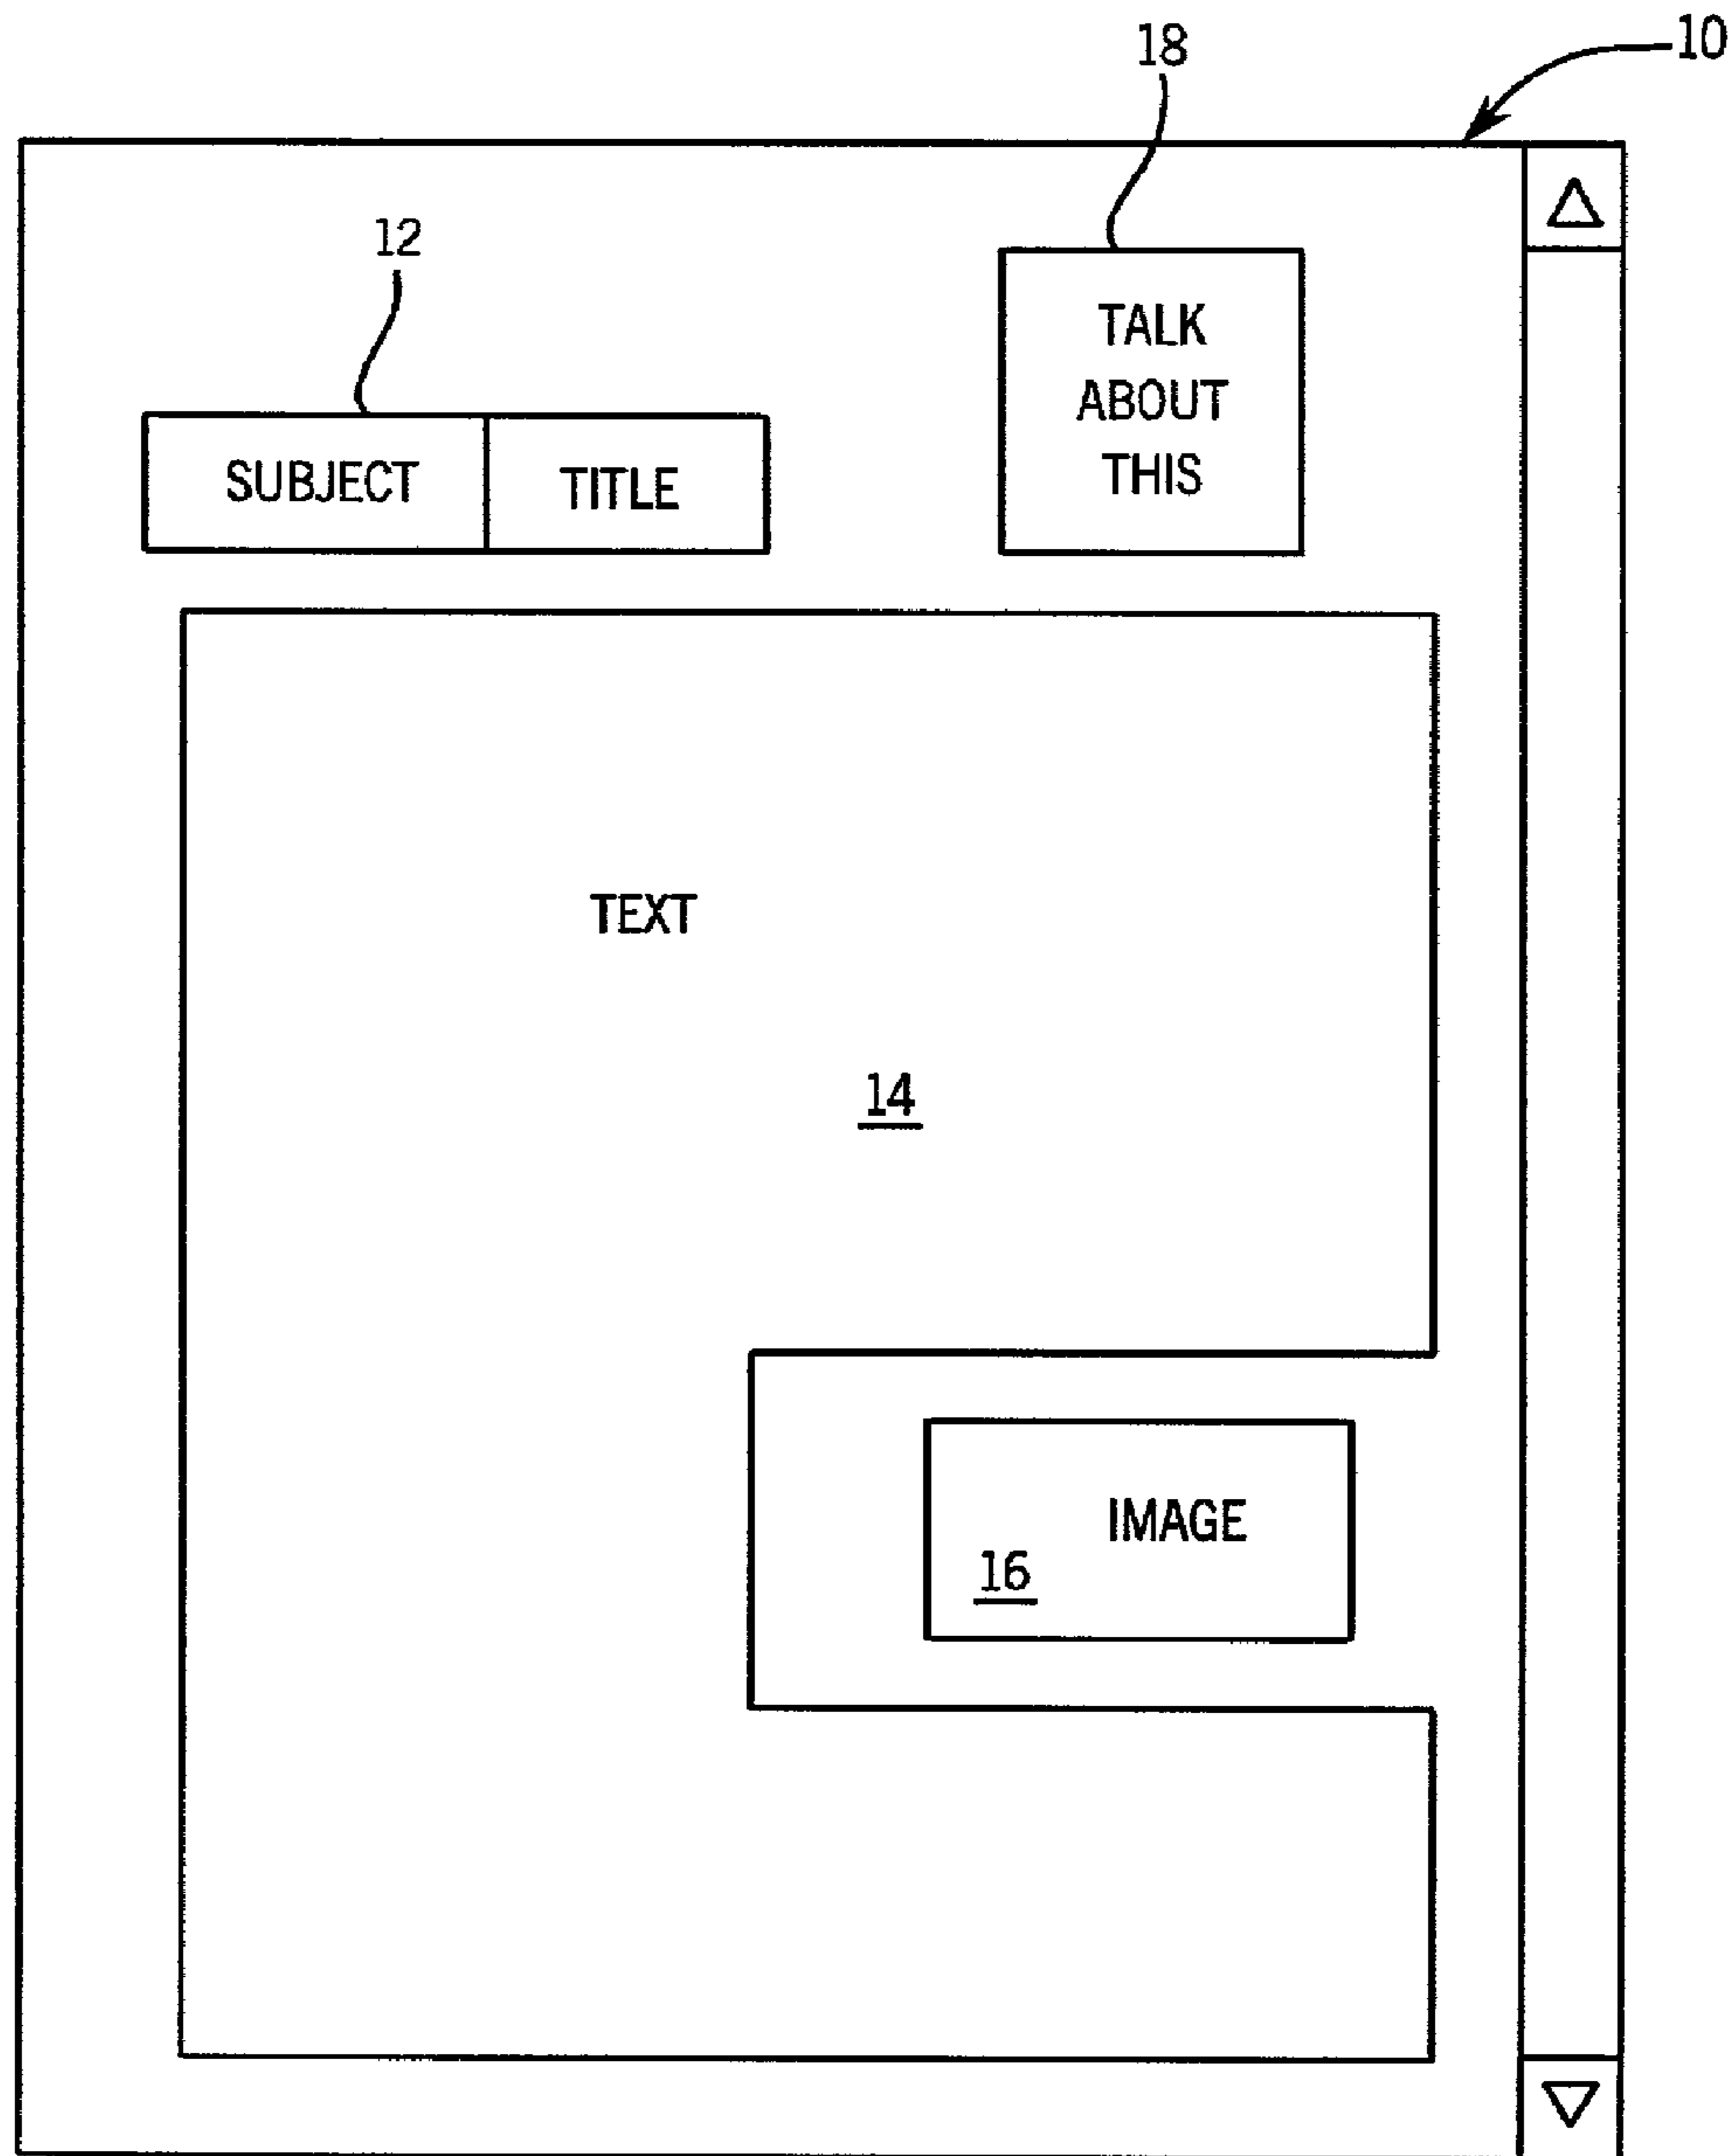 10
18
12
TALK
ABOUT
THIS
SUBJECT TITLE
TEXT
14
IMAGE
16